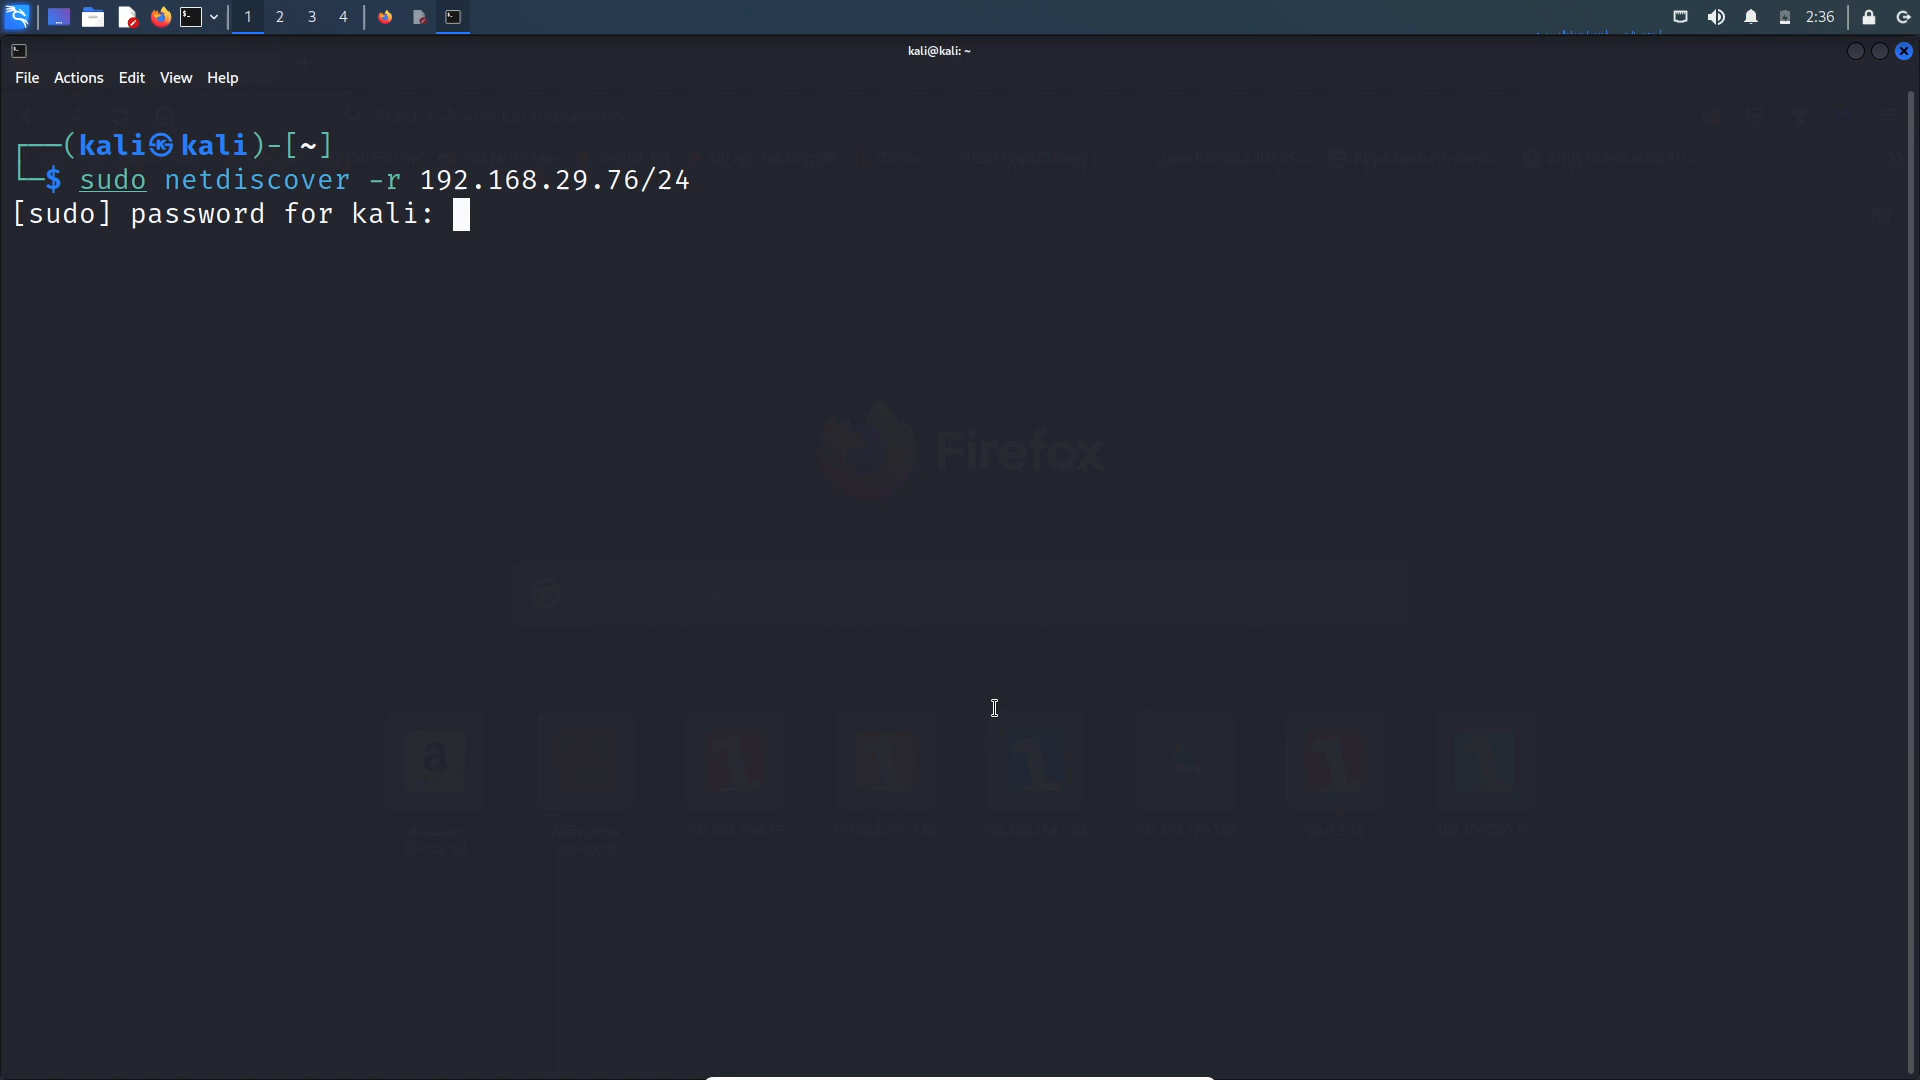 1 2 3 4 2:36
kali@kali: ~
File Actions Edit View Help
┌──(kali㉿kali)-[~]
└─$ sudo netdiscover -r 192.168.29.76/24
[sudo] password for kali:
Firefox